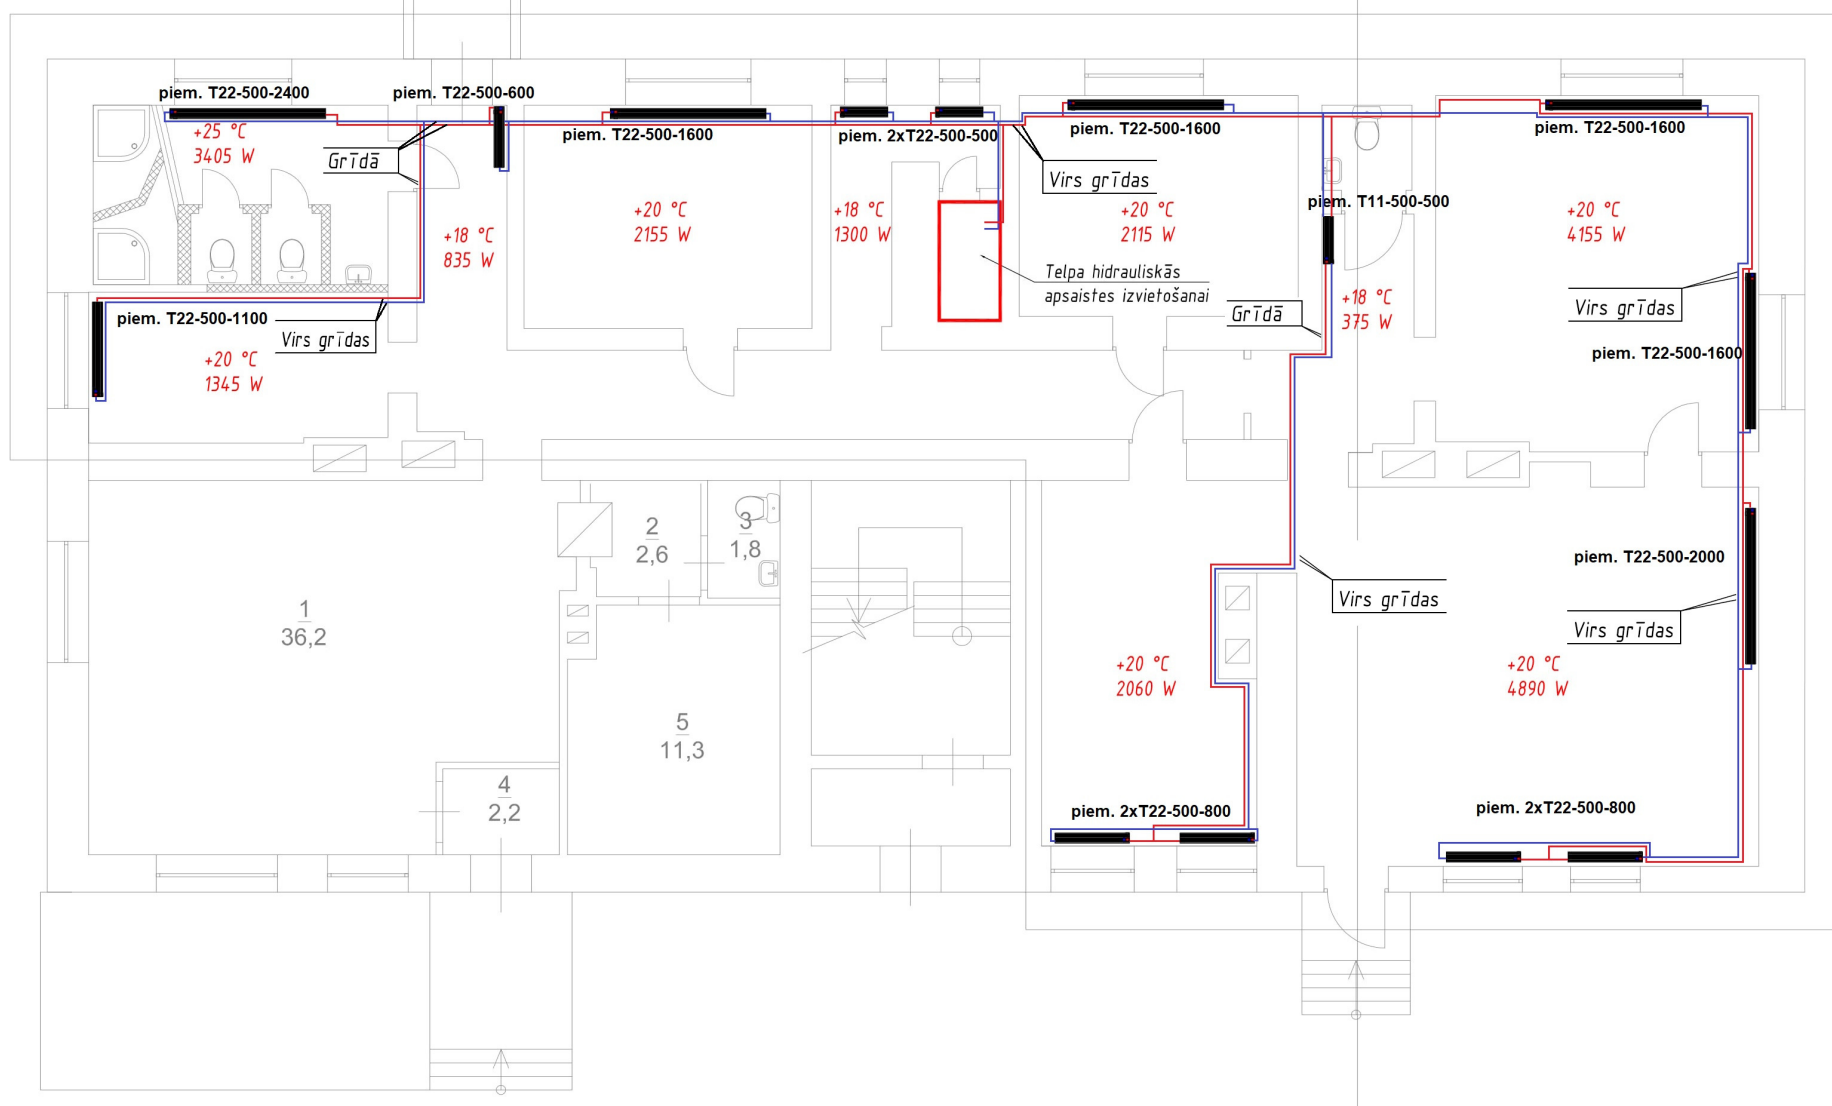 piem. T22-500-2400
piem. T22-500-600
+25 °C
3405 W
Grīdā
piem. T22-500-1600
piem. 2xT22-500-500
piem. T22-500-1600
piem. T22-500-1600
Virs grīdas
+18 °C
835 W
+20 °C
2155 W
+18 °C
1300 W
+20 °C
2115 W
piem. T11-500-500
+20 °C
4155 W
Telpa hidrauliskās
apsaistes izvietošanai
Grīdā
+18 °C
375 W
Virs grīdas
piem. T22-500-1100
Virs grīdas
+20 °C
1345 W
piem. T22-500-1600
2
2,6
3
1,8
piem. T22-500-2000
1
36,2
Virs grīdas
Virs grīdas
+20 °C
2060 W
+20 °C
4890 W
5
11,3
4
2,2
piem. 2xT22-500-800
piem. 2xT22-500-800